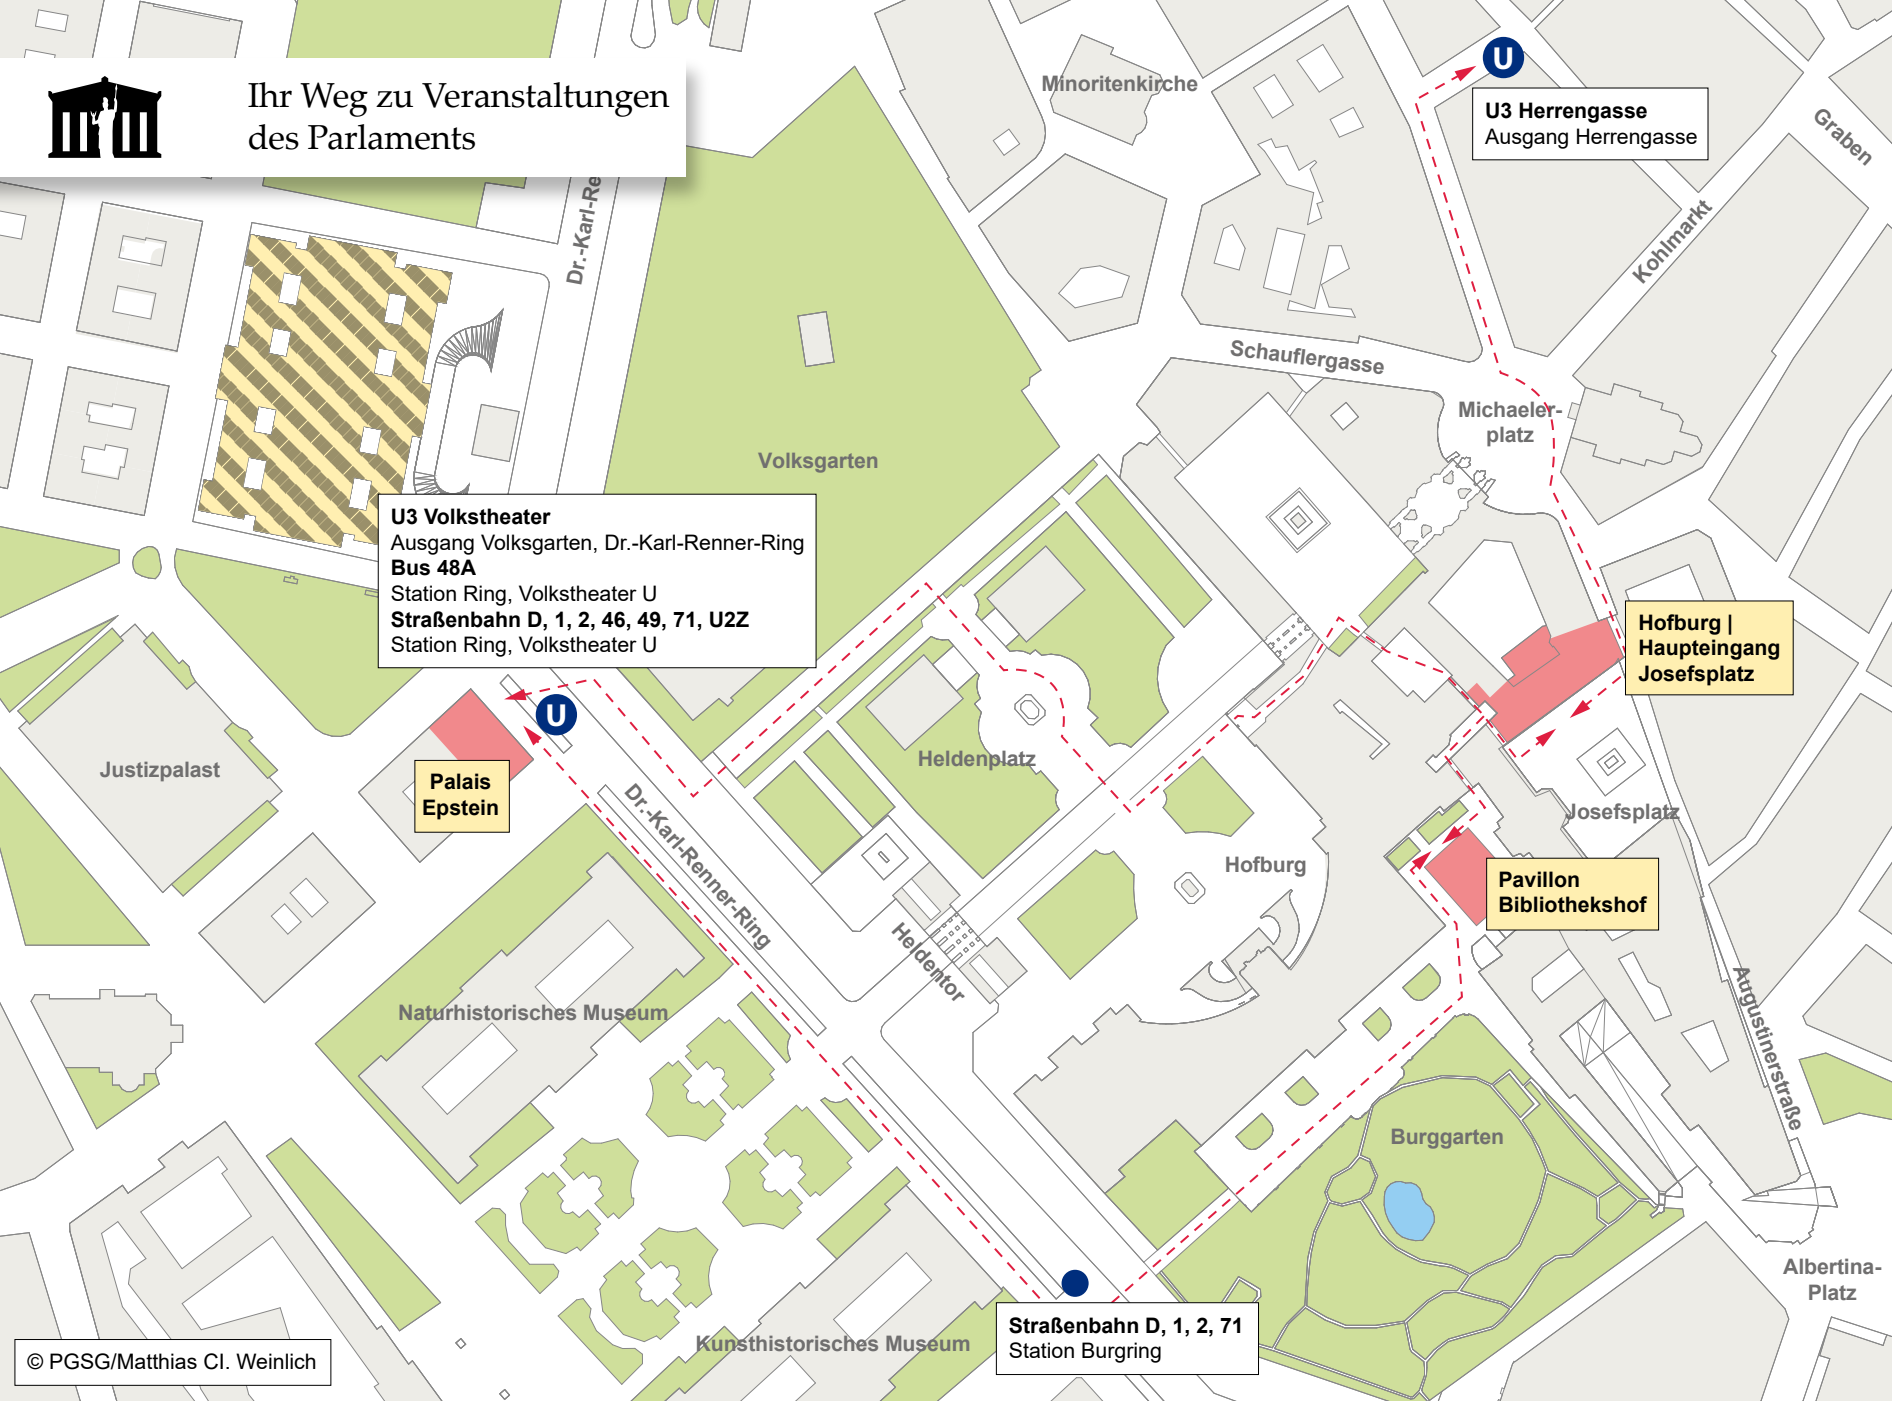 Ihr Weg zu Veranstaltungen
des Parlaments
Minoritenkirche
U
U3 Herrengasse
Ausgang Herrengasse
Graben
Kohlmarkt
Dr.-Karl-Re
Schauflergasse
Michaeler-
platz
Volksgarten
U3 Volkstheater
Ausgang Volksgarten, Dr.-Karl-Renner-Ring
Bus 48A
Station Ring, Volkstheater U
Straßenbahn D, 1, 2, 46, 49, 71, U2Z
Station Ring, Volkstheater U
Hofburg |
Haupteingang
Josefsplatz
U
Justizpalast
Palais
Epstein
Heldenplatz
Josefsplatz
Dr.-Karl-Renner-Ring
Hofburg
Pavillon
Bibliothekshof
Heldentor
Augustinerstraße
Naturhistorisches Museum
Burggarten
Albertina-
Platz
Straßenbahn D, 1, 2, 71
Station Burgring
Kunsthistorisches Museum
© PGSG/Matthias CI. Weinlich